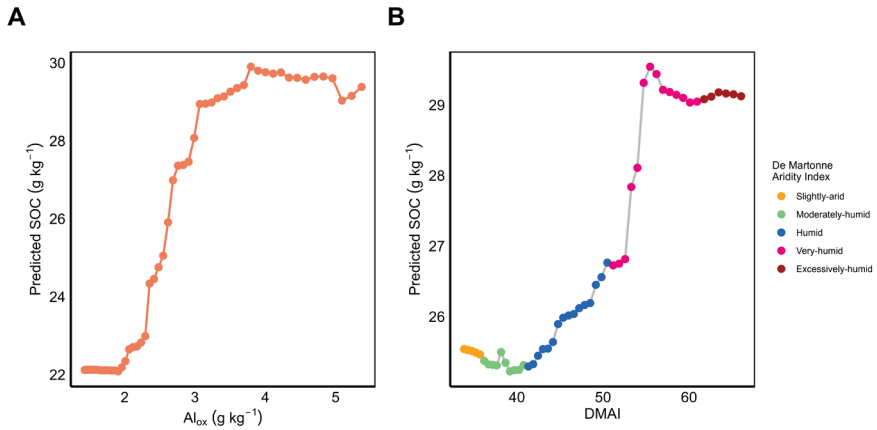 A
B
Predicted SOC (g kg⁻¹)
30
28
26
24
22
2
3
4
5
Alox (g kg⁻¹)
Predicted SOC (g kg⁻¹)
29
28
27
26
40
50
60
DMAI
De Martonne
Aridity Index
Slightly-arid
Moderately-humid
Humid
Very-humid
Excessively-humid